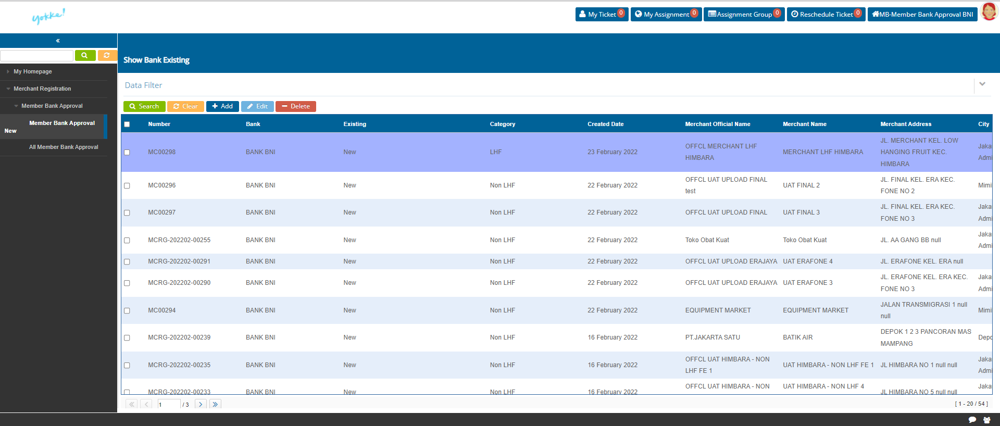 yokke!
My Ticket 0 My Assignment 0 Assignment Group 0 Reschedule Ticket 0 MB-Member Bank Approval BNI
Show Bank Existing
My Homepage
Merchant Registration
Member Bank Approval
Member Bank Approval
New
All Member Bank Approval
Data Filter
Search Clear Add Edit Delete
Number Bank Existing Category Created Date Merchant Official Name Merchant Name Merchant Address City
JL. MERCHANT KEL. LOW
OFFCL MERCHANT LHF Jaka
MC00298 BANK BNI New LHF 23 February 2022 MERCHANT LHF HIMBARA HANGING FRUIT KEC.
HIMBARA Admi
HIMBARA
OFFCL UAT UPLOAD FINAL JL. FINAL KEL. ERA KEC.
MC00296 BANK BNI New Non LHF 22 February 2022 UAT FINAL 2 Mimi
test FONE NO 2
JL. FINAL KEL. ERA KEC. Jaka
MC00297 BANK BNI New Non LHF 22 February 2022 OFFCL UAT UPLOAD FINAL UAT FINAL 3
FONE NO 3 Admi
Jaka
MCRG-202202-00255 BANK BNI New Non LHF 22 February 2022 Toko Obat Kuat Toko Obat Kuat JL. AA GANG BB null
Admi
MCRG-202202-00291 BANK BNI New Non LHF 22 February 2022 OFFCL UAT UPLOAD ERAJAYA UAT ERAFONE 4 JL. ERAFONE KEL. ERA null
JL. ERAFONE KEL. ERA KEC. Jaka
MCRG-202202-00290 BANK BNI New Non LHF 22 February 2022 OFFCL UAT UPLOAD ERAJAYA UAT ERAFONE 3
FONE NO 3 Admi
JALAN TRANSMIGRASI 1 null
MC00294 BANK BNI New Non LHF 22 February 2022 EQUIPMENT MARKET EQUIPMENT MARKET Mimi
null
DEPOK 1 2 3 PANCORAN MAS
MCRG-202202-00239 BANK BNI New Non LHF 16 February 2022 PT.JAKARTA SATU BATIK AIR Depo
MAMPANG
OFFCL UAT HIMBARA - NON Jaka
MCRG-202202-00235 BANK BNI New Non LHF 16 February 2022 UAT HIMBARA - NON LHF FE 1 JL HIMBARA NO 1 null null
LHF FE 1 Admi
OFFCL UAT HIMBARA - NON UAT HIMBARA - NON LHF 4 Jaka
MCRG-202202-00233 BANK BNI New Non LHF 16 February 2022 JL HIMBARA NO 5 null null
1 / 3 [ 1 - 20 / 54 ]